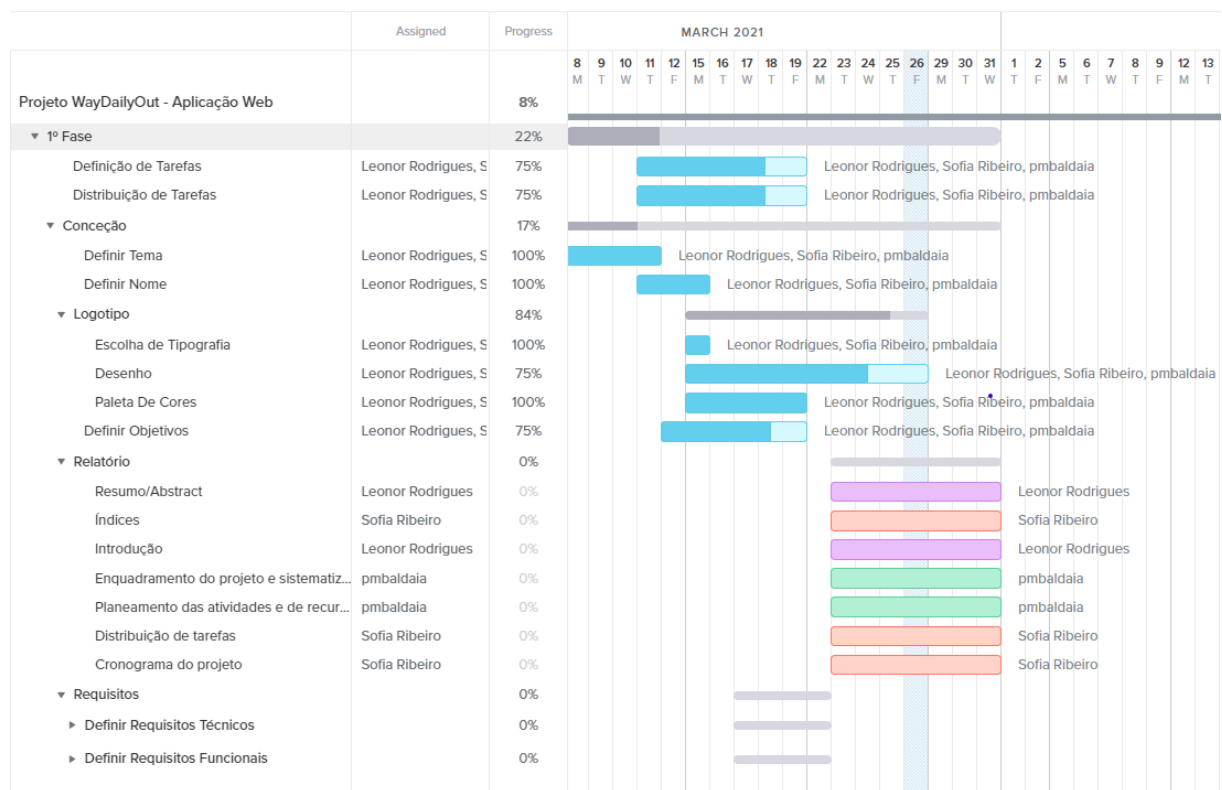 Assigned Progress MARCH 2021
8 9 10 11 12 15 16 17 18 19 22 23 24 25 26 29 30 31 1 2 5 6 7 8 9 12 13
M T W T F M T W T F M T W T F M T W T F M T W T F M T
Projeto WayDailyOut - Aplicação Web 8%
1º Fase 22%
Definição de Tarefas Leonor Rodrigues, S 75% Leonor Rodrigues, Sofia Ribeiro, pmbaldaia
Distribuição de Tarefas Leonor Rodrigues, S 75% Leonor Rodrigues, Sofia Ribeiro, pmbaldaia
Conceção 17%
Definir Tema Leonor Rodrigues, S 100% Leonor Rodrigues, Sofia Ribeiro, pmbaldaia
Definir Nome Leonor Rodrigues, S 100% Leonor Rodrigues, Sofia Ribeiro, pmbaldaia
Logotipo 84%
Escolha de Tipografia Leonor Rodrigues, S 100% Leonor Rodrigues, Sofia Ribeiro, pmbaldaia
Desenho Leonor Rodrigues, S 75% Leonor Rodrigues, Sofia Ribeiro, pmbaldaia
Paleta De Cores Leonor Rodrigues, S 100% Leonor Rodrigues, Sofia Ribeiro, pmbaldaia
Definir Objetivos Leonor Rodrigues, S 75% Leonor Rodrigues, Sofia Ribeiro, pmbaldaia
Relatório 0%
Resumo/Abstract Leonor Rodrigues 0% Leonor Rodrigues
Índices Sofia Ribeiro 0% Sofia Ribeiro
Introdução Leonor Rodrigues 0% Leonor Rodrigues
Enquadramento do projeto e sistematiz... pmbaldaia 0% pmbaldaia
Planeamento das atividades e de recur... pmbaldaia 0% pmbaldaia
Distribuição de tarefas Sofia Ribeiro 0% Sofia Ribeiro
Cronograma do projeto Sofia Ribeiro 0% Sofia Ribeiro
Requisitos 0%
Definir Requisitos Técnicos 0%
Definir Requisitos Funcionais 0%